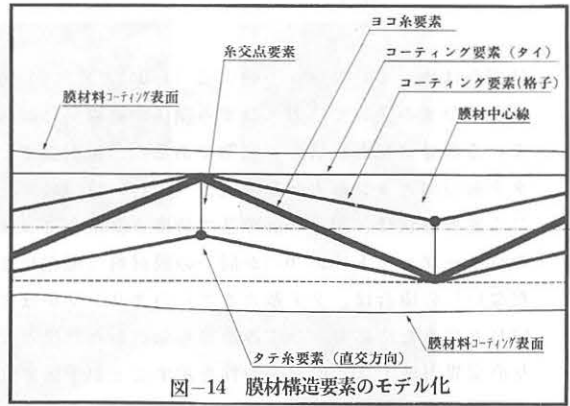 ヨコ糸要素
糸交点要素
コーティング要素（タイ）
コーティング要素(格子)
膜材料コーティング表面
膜材中心線
膜材料コーティング表面
タテ糸要素（直交方向）
図−14　膜材構造要素のモデル化